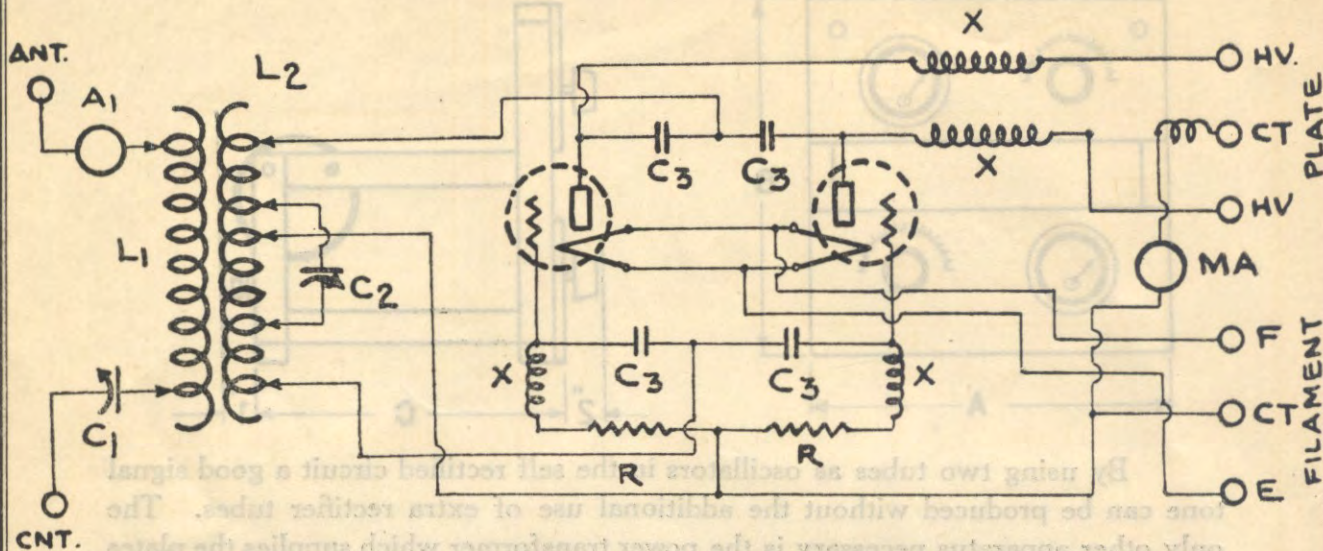 ANT.
A1
L2
L1
C2
C1
CNT.
X
HV.
CT
HV
PLATE
C3
C3
X
MA
X
C3
C3
X
R
R
F
CT
E
FILAMENT
C
2"
A
By using two tubes as oscillators in the self rectified circuit a good signal
tone can be produced without the additional use of extra rectifier tubes. The
only other apparatus necessary is the power transformer which supplies the plates